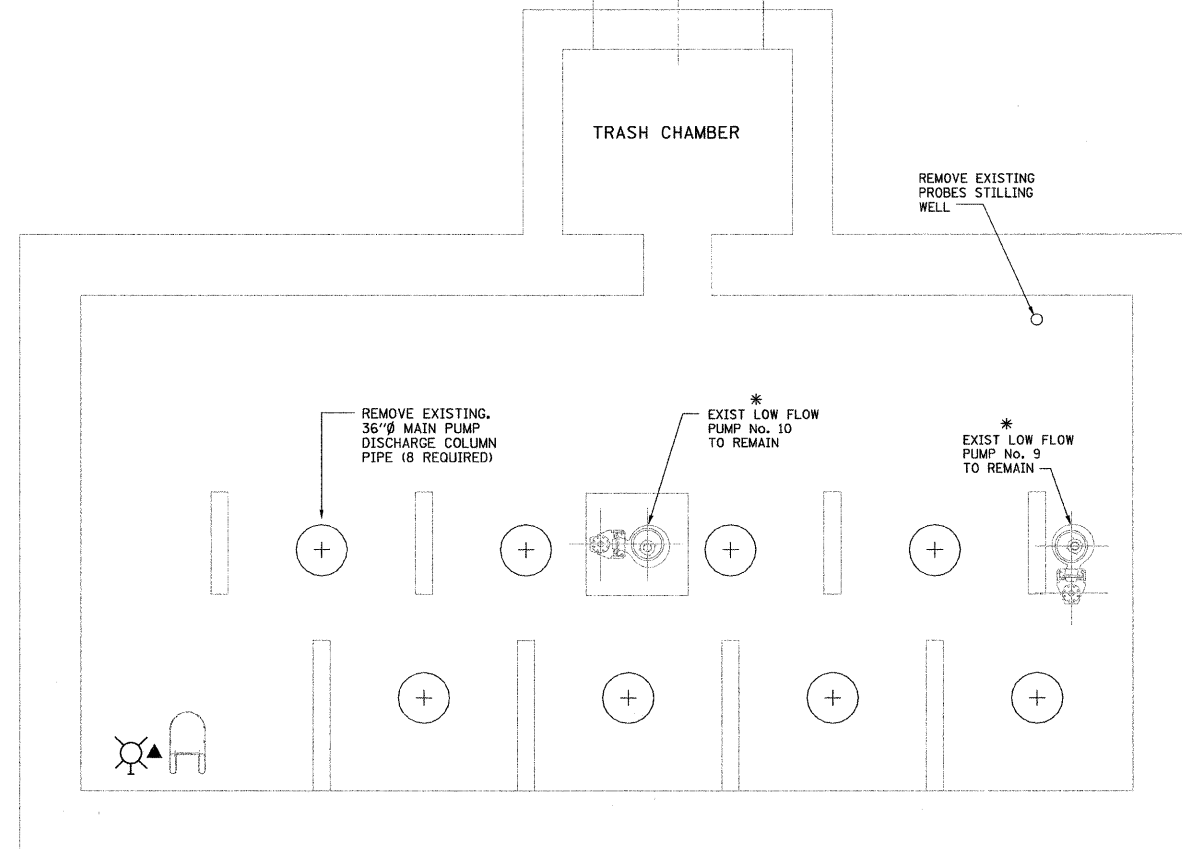 TRASH CHAMBER
REMOVE EXISTING
PROBES STILLING
WELL
REMOVE EXISTING.
36"Ø MAIN PUMP
DISCHARGE COLUMN
PIPE (8 REQUIRED)
*
EXIST LOW FLOW
PUMP No. 10
TO REMAIN
*
EXIST LOW FLOW
PUMP No. 9
TO REMAIN